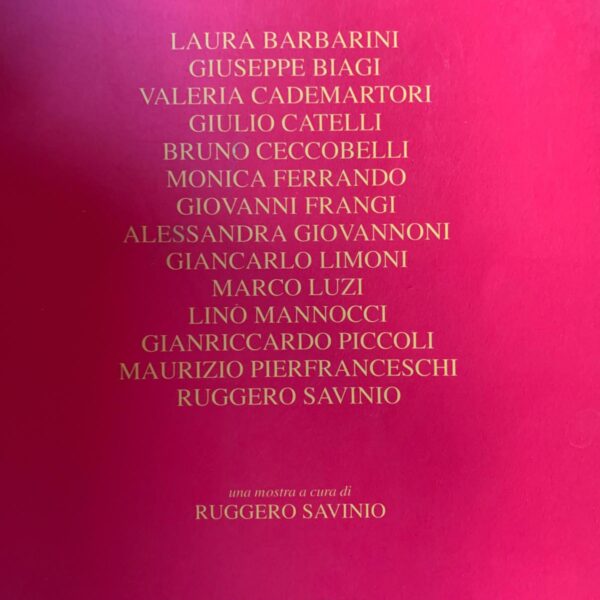 LAURA BARBARINI
GIUSEPPE BIAGI
VALERIA CADEMARTORI
GIULIO CATELLI
BRUNO CECCOBELLI
MONICA FERRANDO
GIOVANNI FRANGI
ALESSANDRA GIOVANNONI
GIANCARLO LIMONI
MARCO LUZI
LINO MANNOCCI
GIANRICCARDO PICCOLI
MAURIZIO PIERFRANCESCHI
RUGGERO SAVINIO
una mostra a cura di
RUGGERO SAVINIO